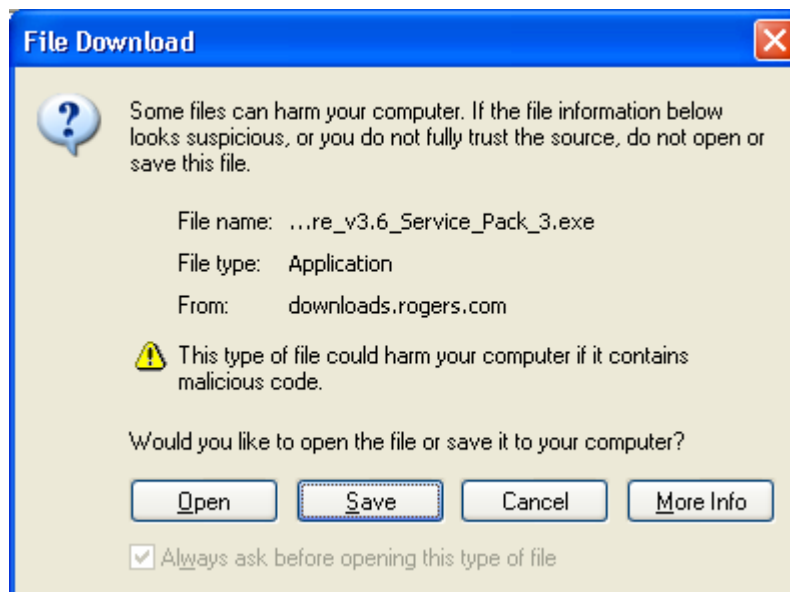 File Download
Some files can harm your computer. If the file information below
looks suspicious, or you do not fully trust the source, do not open or
save this file.
File name: ...re_v3.6_Service_Pack_3.exe
File type: Application
From: downloads.rogers.com
This type of file could harm your computer if it contains
malicious code.
Would you like to open the file or save it to your computer?
Open Save Cancel More Info
Always ask before opening this type of file